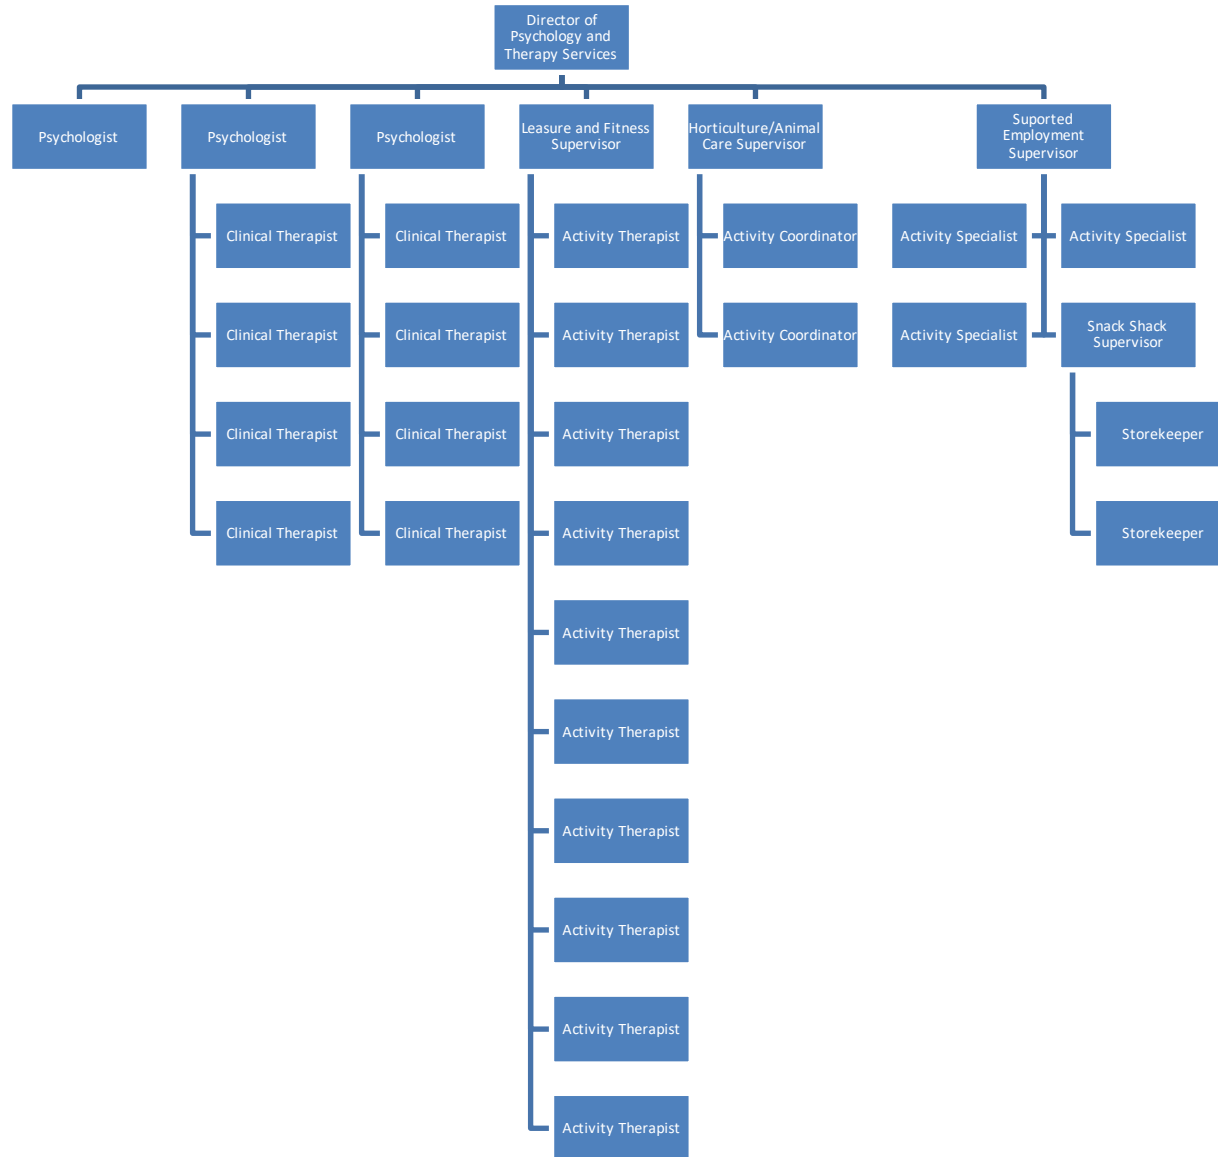 Director of
Psychology and
Therapy Services
Psychologist
Psychologist
Psychologist
Leasure and Fitness
Supervisor
Horticulture/Animal
Care Supervisor
Suported
Employment
Supervisor
Clinical Therapist
Clinical Therapist
Activity Therapist
Activity Coordinator
Activity Specialist
Activity Specialist
Clinical Therapist
Clinical Therapist
Activity Therapist
Activity Coordinator
Activity Specialist
Snack Shack
Supervisor
Clinical Therapist
Clinical Therapist
Activity Therapist
Storekeeper
Clinical Therapist
Clinical Therapist
Activity Therapist
Storekeeper
Activity Therapist
Activity Therapist
Activity Therapist
Activity Therapist
Activity Therapist
Activity Therapist